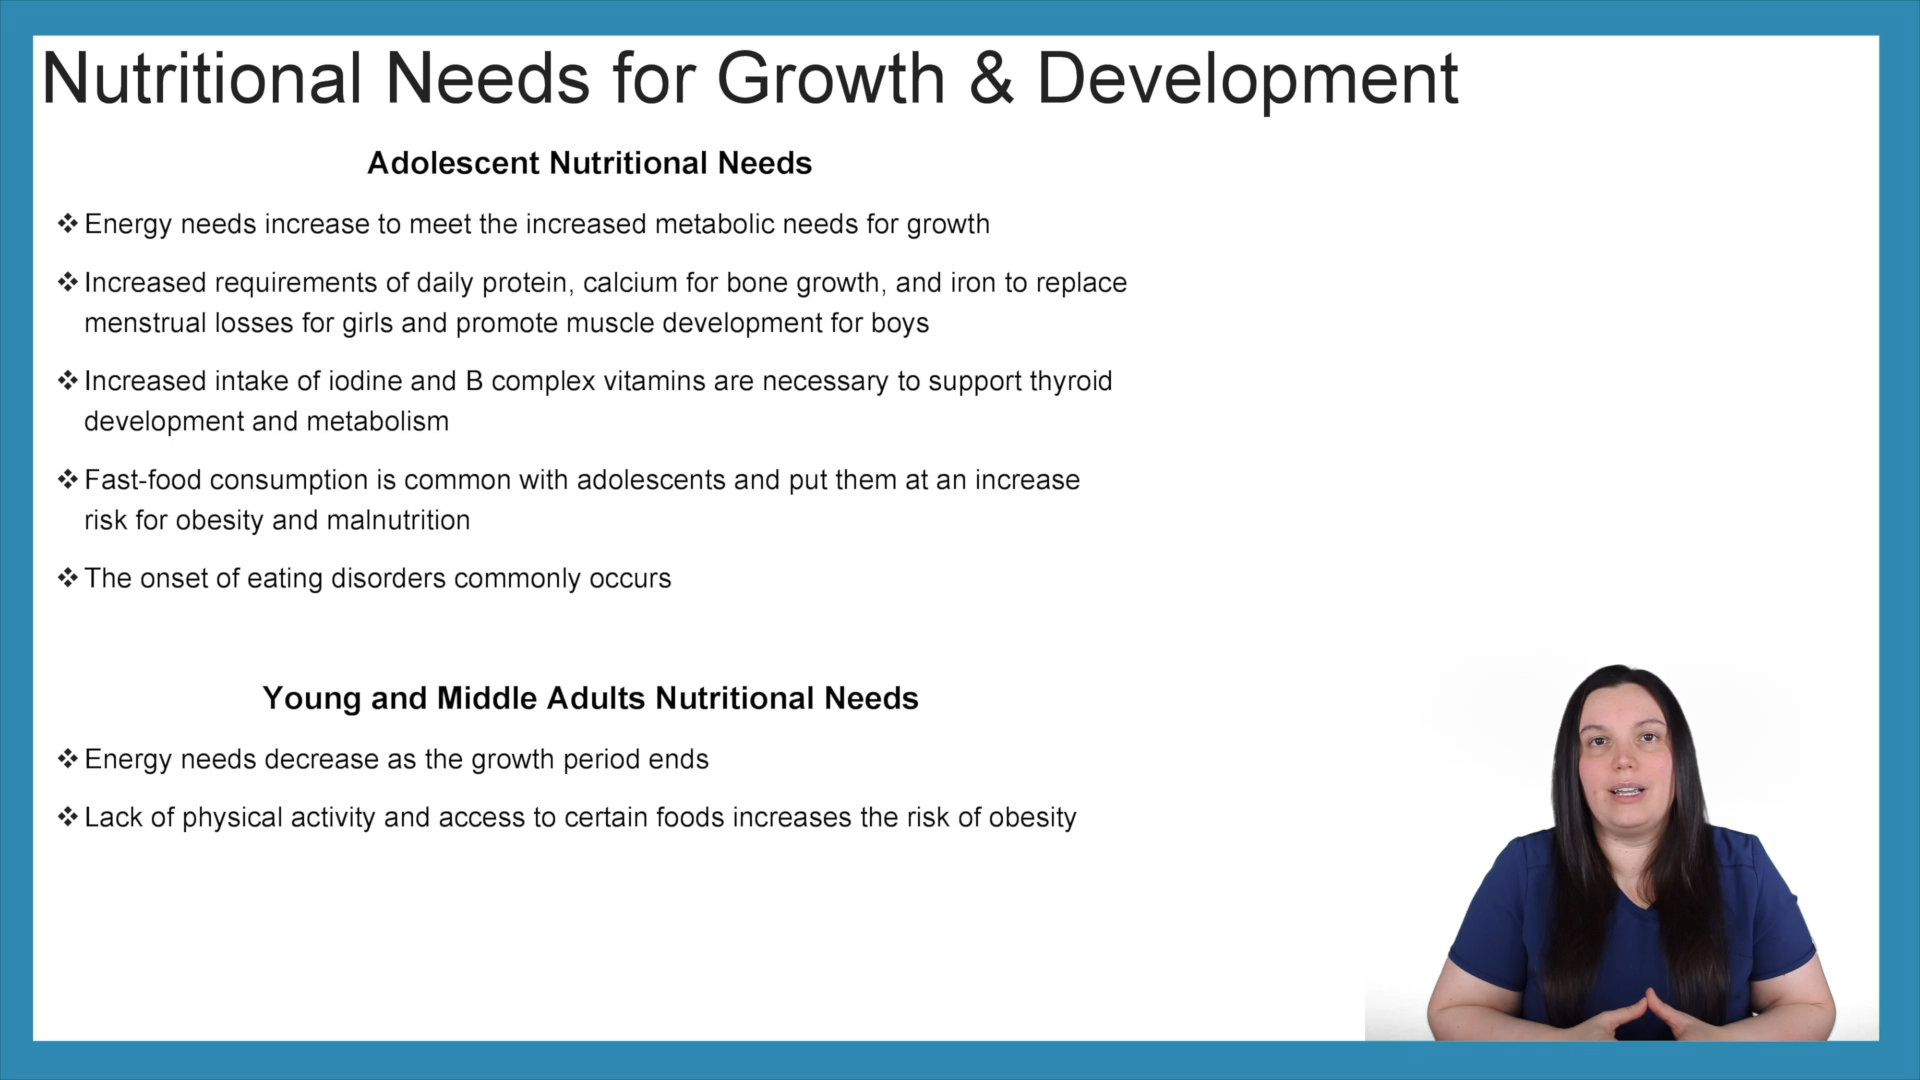 Nutritional Needs for Growth & Development
Adolescent Nutritional Needs
❖ Energy needs increase to meet the increased metabolic needs for growth
❖ Increased requirements of daily protein, calcium for bone growth, and iron to replace
menstrual losses for girls and promote muscle development for boys
❖ Increased intake of iodine and B complex vitamins are necessary to support thyroid
development and metabolism
❖ Fast-food consumption is common with adolescents and put them at an increase
risk for obesity and malnutrition
❖ The onset of eating disorders commonly occurs
Young and Middle Adults Nutritional Needs
❖ Energy needs decrease as the growth period ends
❖ Lack of physical activity and access to certain foods increases the risk of obesity